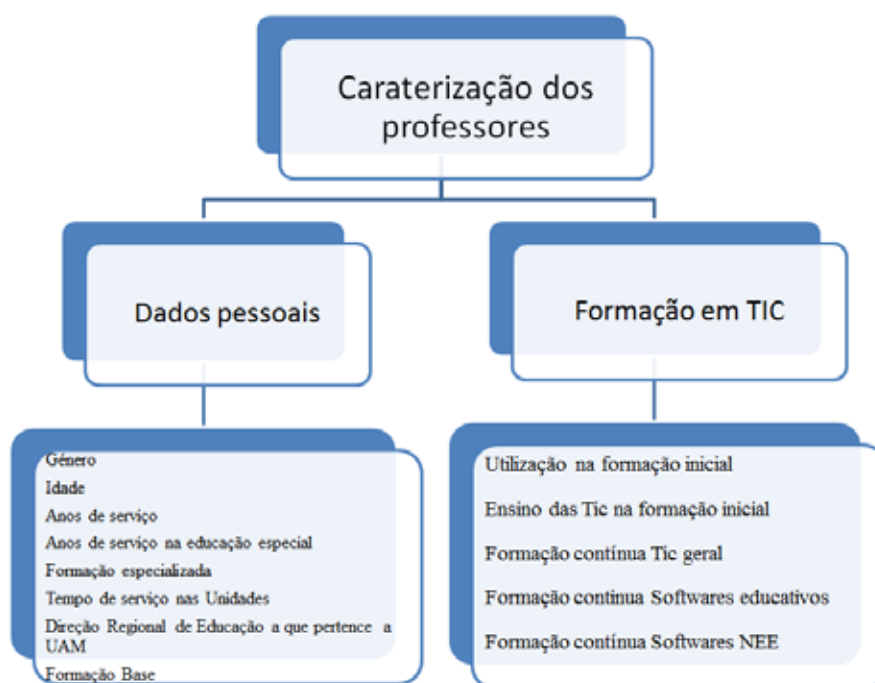 Caraterização dos
professores
Dados pessoais
Formação em TIC
Género
Idade
Anos de serviço
Anos de serviço na educação especial
Formação especializada
Tempo de serviço nas Unidades
Direção Regional de Educação a que pertence a
UAM
Formação Base
Utilização na formação inicial
Ensino das Tic na formação inicial
Formação contínua Tic geral
Formação continua Softwares educativos
Formação contínua Softwares NEE